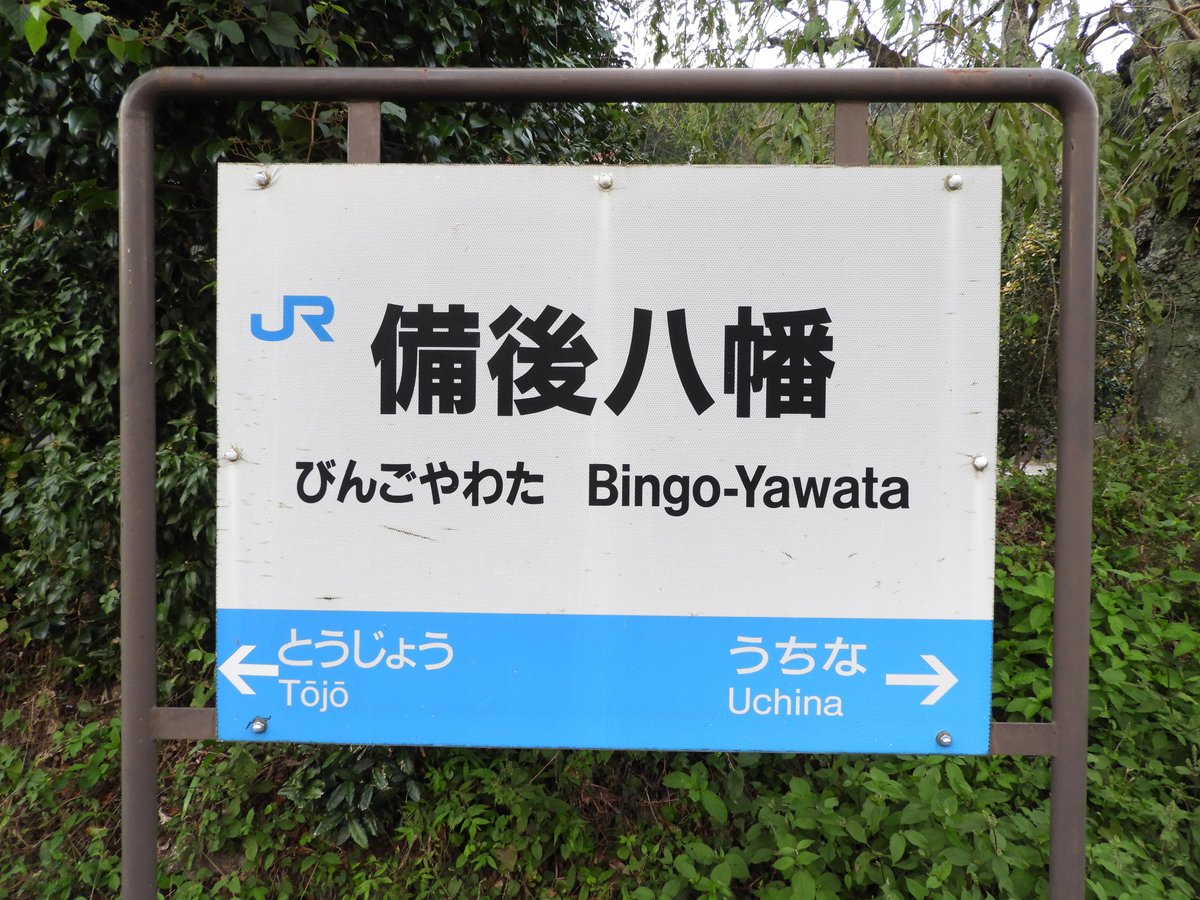 JR 備後八幡
びんごやわた Bingo-Yawata
← とうじょう うちな →
Tōjō Uchina